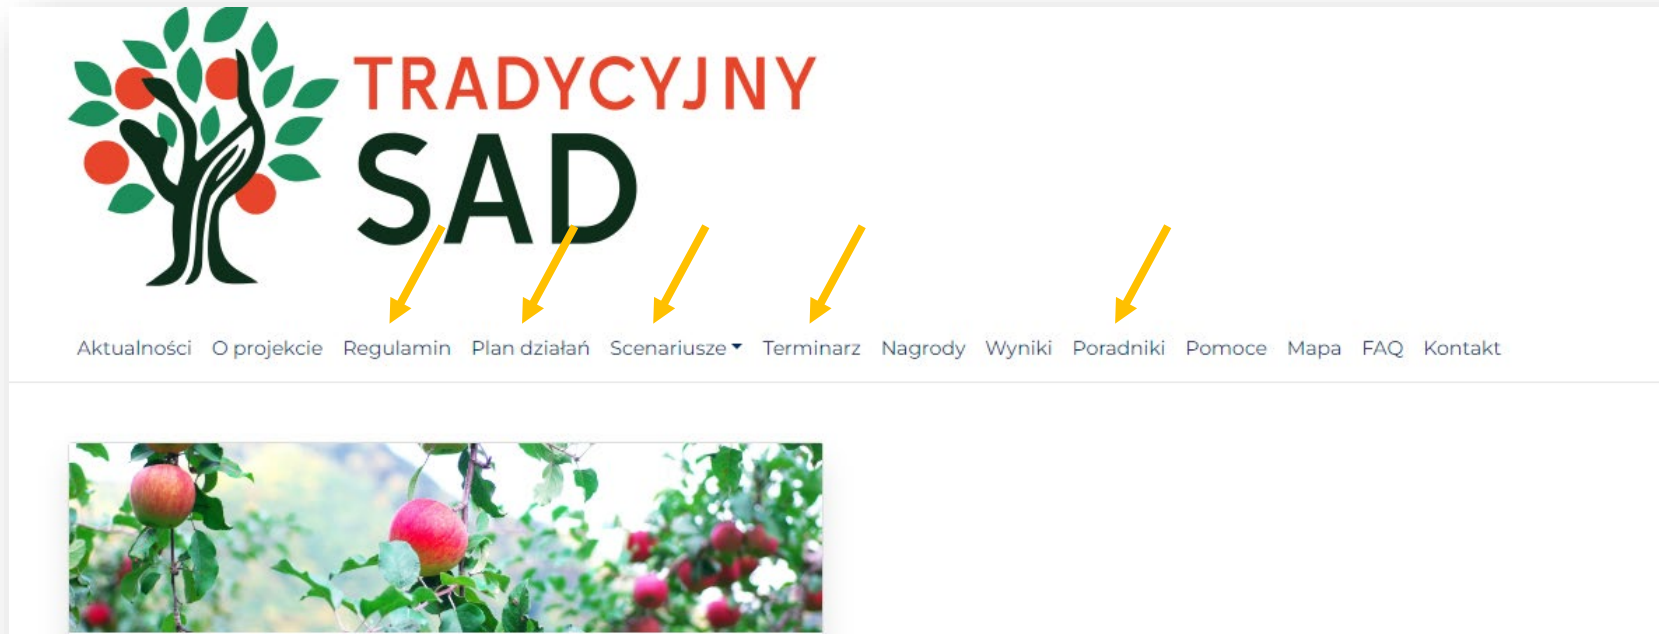 TRADYCYJNY
SAD
Aktualności O projekcie Regulamin Plan działań Scenariusze Terminarz Nagrody Wyniki Poradniki Pomoce Mapa FAQ Kontakt